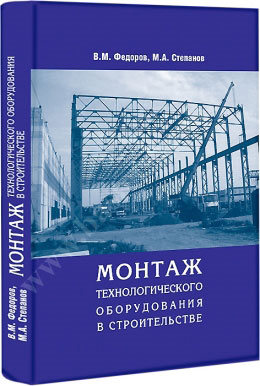 В.М. Федоров, М.А. Степанов
МОНТАЖ
ТЕХНОЛОГИЧЕСКОГО
ОБОРУДОВАНИЯ
В СТРОИТЕЛЬСТВЕ
В.М. Федоров,
М.А. Степанов
МОНТАЖ
ТЕХНОЛОГИЧЕСКОГО ОБОРУДОВАНИЯ
В СТРОИТЕЛЬСТВЕ